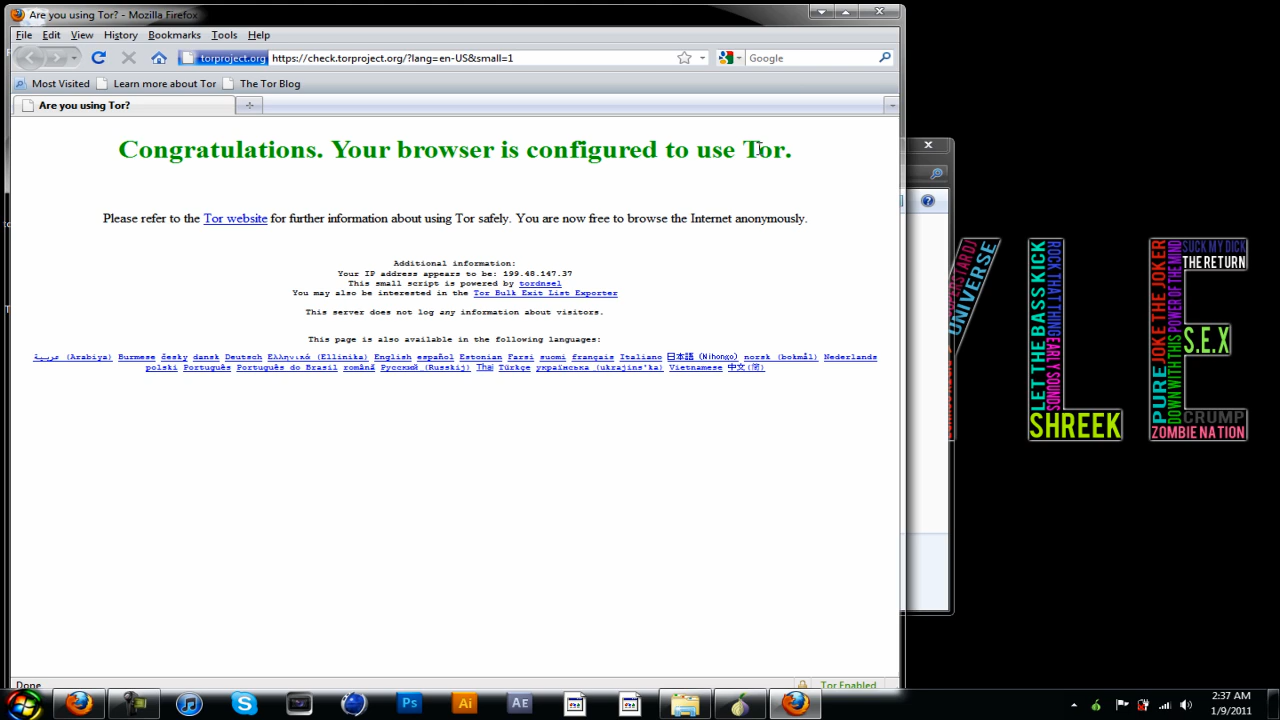 Are you using Tor? - Mozilla Firefox
File Edit View History Bookmarks Tools Help
torproject.org https://check.torproject.org/?lang=en-US&small=1
Google
Most Visited Learn more about Tor The Tor Blog
Are you using Tor?
Congratulations. Your browser is configured to use Tor.
Please refer to the Tor website for further information about using Tor safely. You are now free to browse the Internet anonymously.
Additional information:
Your IP address appears to be: 199.48.147.37
This small script is powered by tordnsel
You may also be interested in the Tor Bulk Exit List Exporter
This server does not log any information about visitors.
This page is also available in the following languages:
عربية (Arabiya) Burmese česky dansk Deutsch Ελληνικά (Ellinika) English español Estonian Farsi suomi français Italiano 日本語 (Nihongo) norsk (bokmål) Nederlands
polski Português Português do Brasil română Русский (Russkij) Thai Türkçe українська (ukrajins'ka) Vietnamese 中文(简)
Done
Tor Enabled
UNIVERSE
LET THE BASS KICK
ROCK THAT THING
EARLY SOUNDS
SHREEK
PURE
JOKE THE JOKER
DOWN WITH THIS
POWER OF THE MIND
SUCK MY DICK
THE RETURN
S.E.X
CRUMP
ZOMBIE NATION
Ps
Ai
AE
2:37 AM
1/9/2011